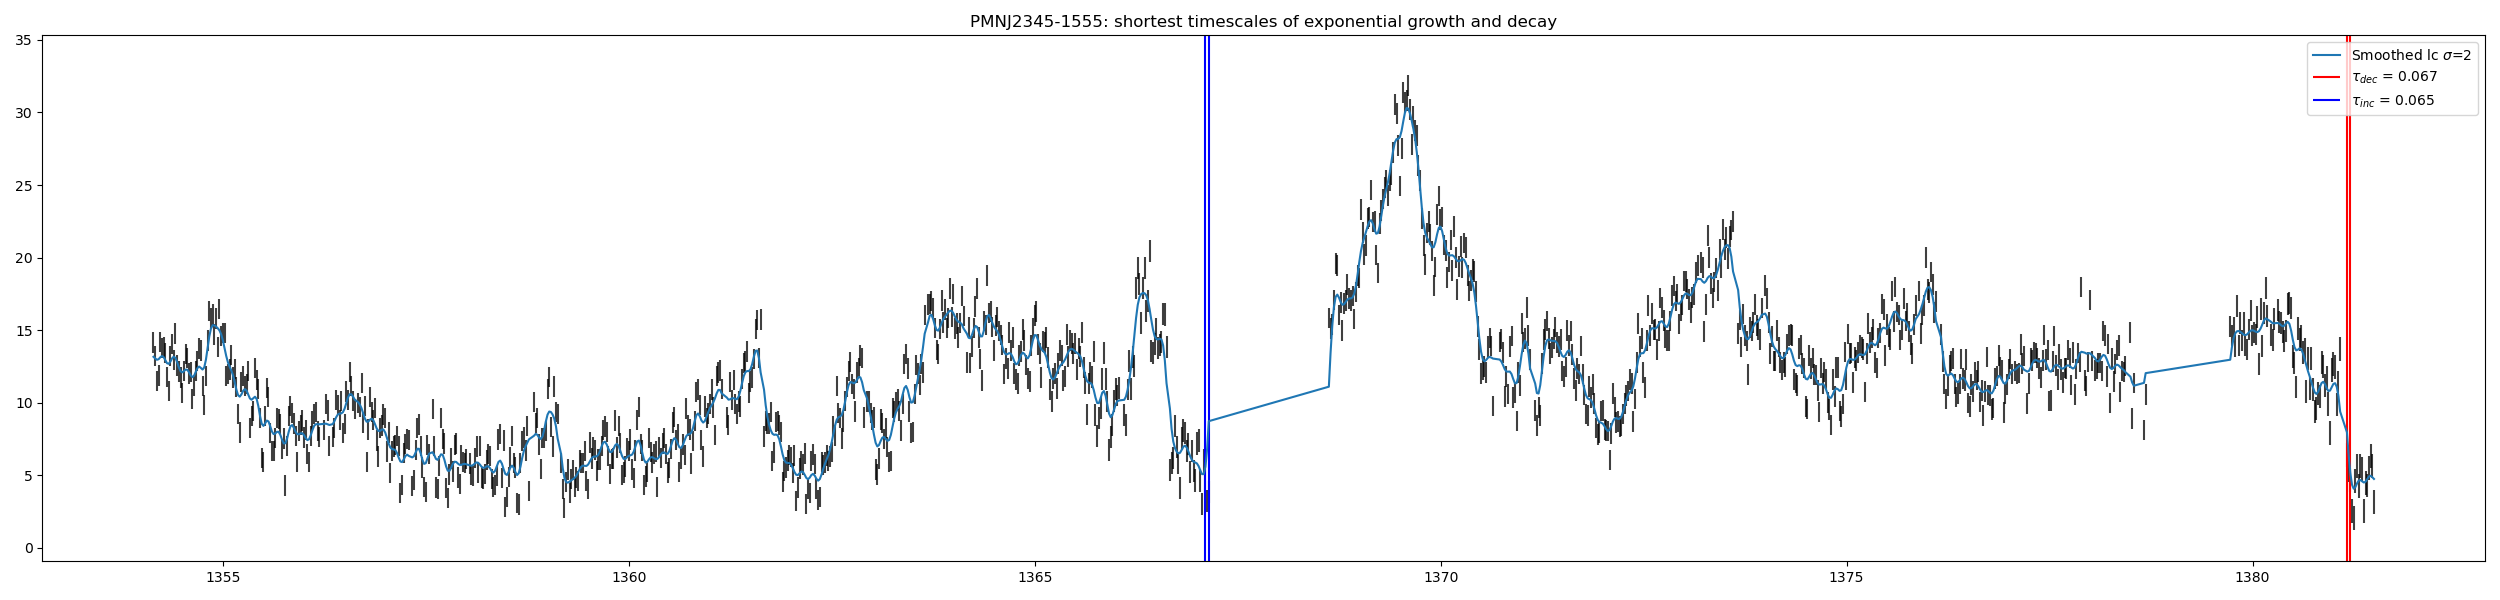 PMNJ2345-1555: shortest timescales of exponential growth and decay
35
30
25
20
15
10
5
0
Smoothed lc σ=2
τdec = 0.067
τinc = 0.065
1355 1360 1365 1370 1375 1380